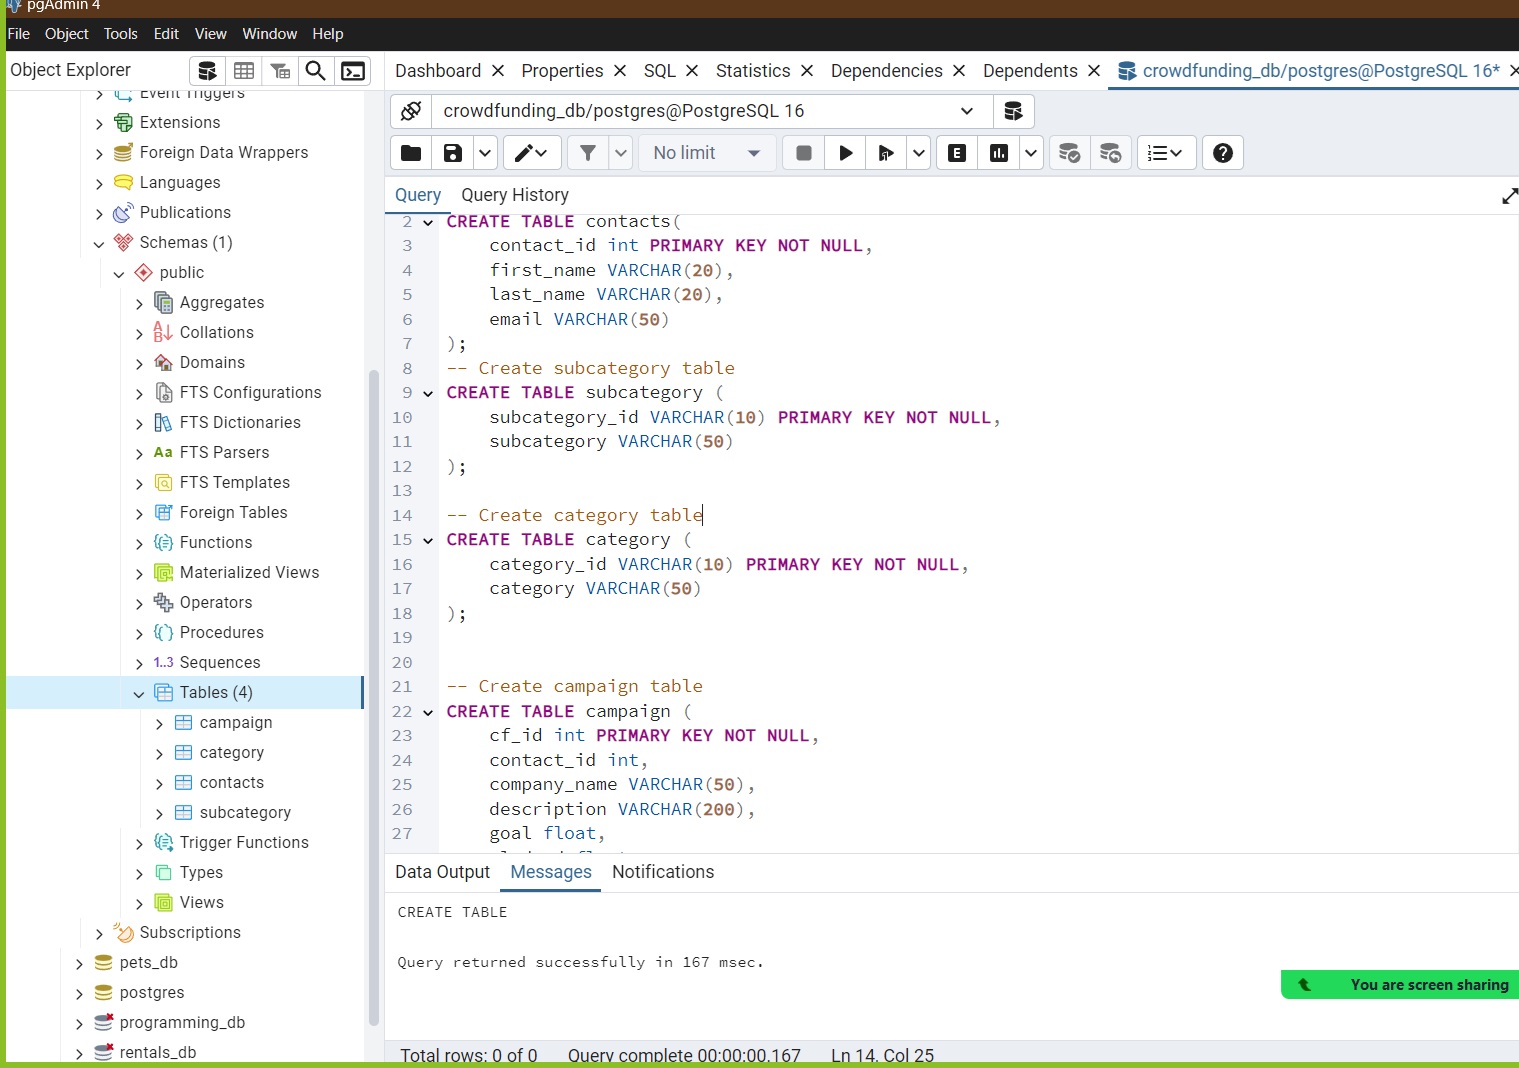 pgAdmin 4
File Object Tools Edit View Window Help
Object Explorer
Dashboard Properties SQL Statistics Dependencies Dependents crowdfunding_db/postgres@PostgreSQL 16*
Event Triggers
Extensions
Foreign Data Wrappers
Languages
Publications
Schemas (1)
public
Aggregates
Collations
Domains
FTS Configurations
FTS Dictionaries
Aa FTS Parsers
FTS Templates
Foreign Tables
Functions
Materialized Views
Operators
Procedures
1..3 Sequences
Tables (4)
campaign
category
contacts
subcategory
Trigger Functions
Types
Views
Subscriptions
pets_db
postgres
programming_db
rentals_db
crowdfunding_db/postgres@PostgreSQL 16
No limit
Query Query History
2 CREATE TABLE contacts(
3 contact_id int PRIMARY KEY NOT NULL,
4 first_name VARCHAR(20),
5 last_name VARCHAR(20),
6 email VARCHAR(50)
7 );
8 -- Create subcategory table
9 CREATE TABLE subcategory (
10 subcategory_id VARCHAR(10) PRIMARY KEY NOT NULL,
11 subcategory VARCHAR(50)
12 );
13
14 -- Create category table
15 CREATE TABLE category (
16 category_id VARCHAR(10) PRIMARY KEY NOT NULL,
17 category VARCHAR(50)
18 );
19
20
21 -- Create campaign table
22 CREATE TABLE campaign (
23 cf_id int PRIMARY KEY NOT NULL,
24 contact_id int,
25 company_name VARCHAR(50),
26 description VARCHAR(200),
27 goal float,
Data Output Messages Notifications
CREATE TABLE
Query returned successfully in 167 msec.
You are screen sharing
Total rows: 0 of 0 Query complete 00:00:00.167 Ln 14, Col 25